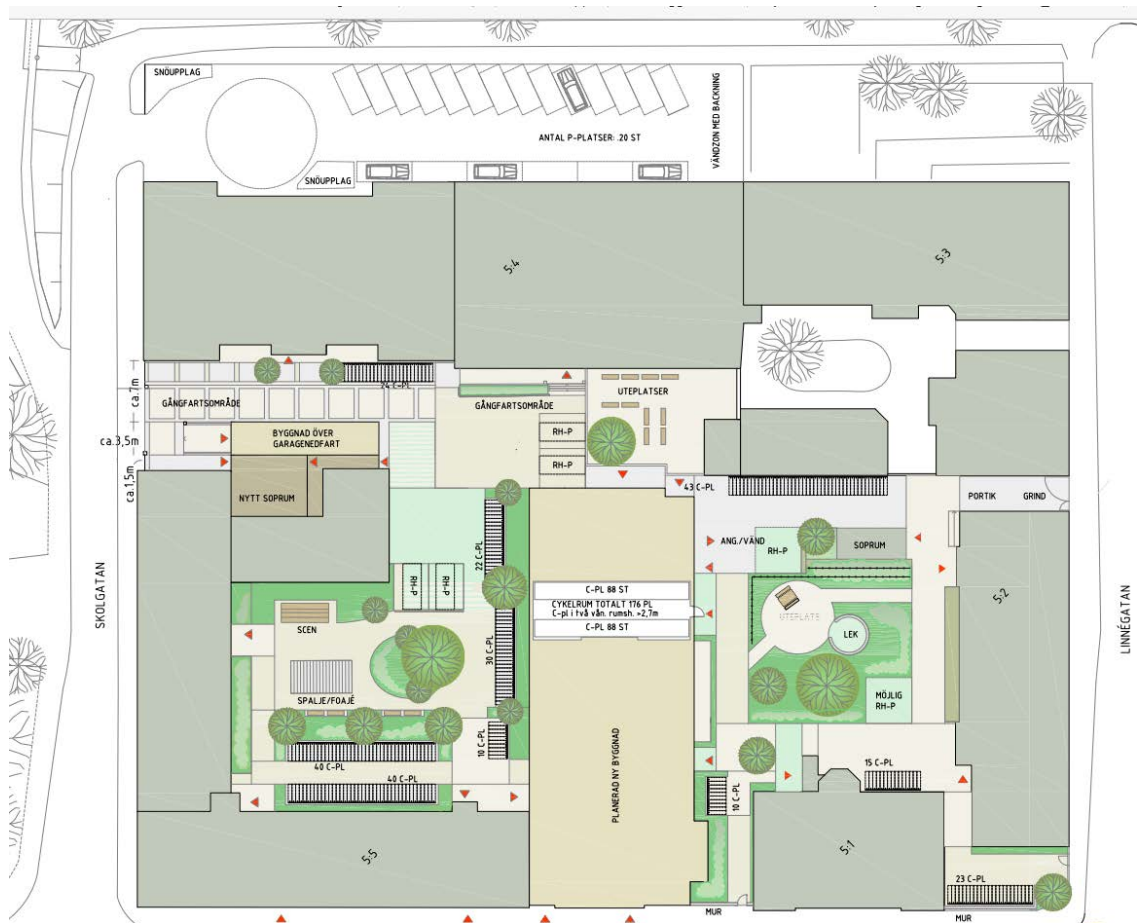 SNÖUPPLAG
ANTAL P-PLATSER: .20 ST
VÄNDZON MED BACKNING
SNÖUPPLAG
5:4
5:3
ca.7m
24 C-PL
GÅNGFARTSOMRÅDE
GÅNGFARTSOMRÅDE
UTEPLATSER
ca.3,5m
BYGGNAD ÖVER
GARAGENEDFART
RH-P
RH-P
ca.1,5m
NYTT SOPRUM
43 C-PL
PORTIK
GRIND
22 C-PL
ANG./VÄND
RH-P
SOPRUM
RH-P
RH-P
C-PL 88 ST
CYKELRUM TOTALT 176 PL
C-pl i två vån. rumsh. >2,7m
C-PL 88 ST
SKOLGATAN
SCEN
30 C-PL
UTEPLATS
LEK
5:2
LINNÉGATAN
SPALJE/FOAJÉ
MÖJLIG
RH-P
10 C-PL
40 C-PL
40 C-PL
PLANERAD NY BYGGNAD
15 C-PL
10 C-PL
5:5
5:1
23 C-PL
MUR
MUR